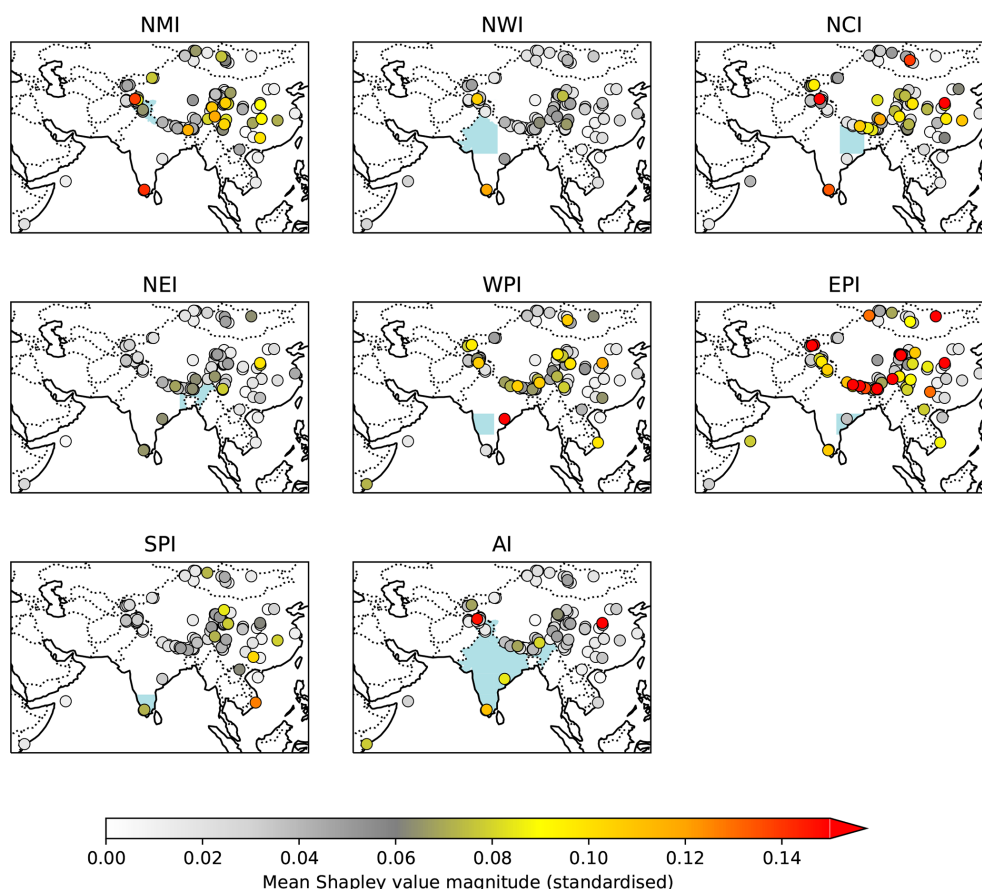 NMI
NWI
NCI
NEI
WPI
EPI
SPI
AI
0.00 0.02 0.04 0.06 0.08 0.10 0.12 0.14
Mean Shapley value magnitude (standardised)